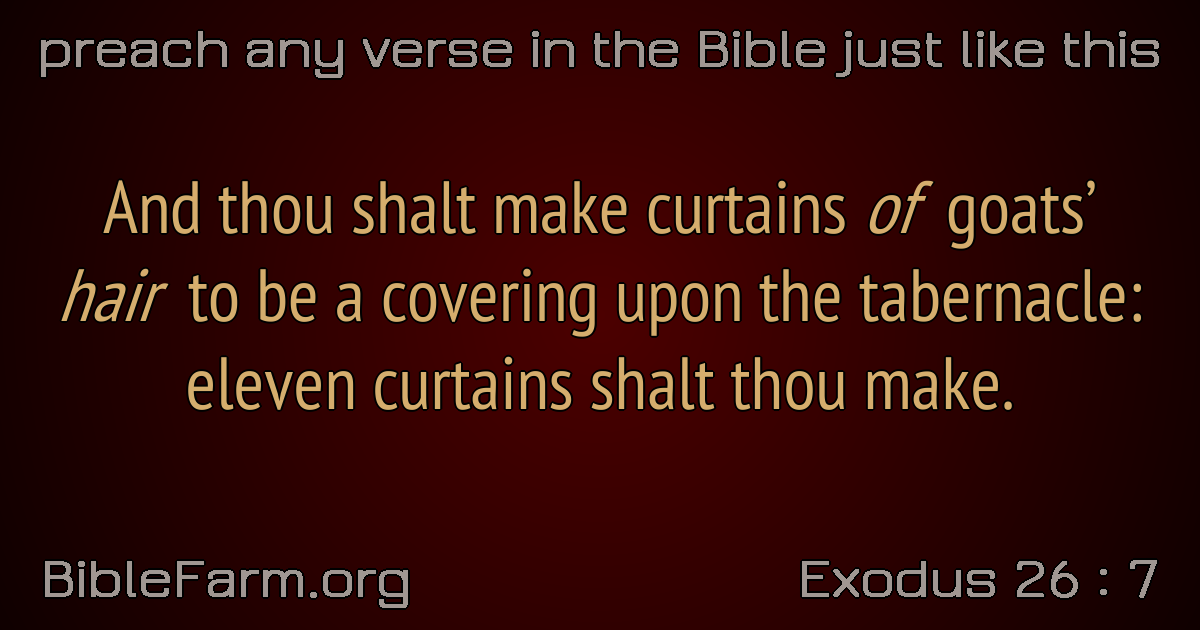 preach any verse in the Bible just like this
And thou shalt make curtains of goats’
hair to be a covering upon the tabernacle:
eleven curtains shalt thou make.
BibleFarm.org
Exodus 26 : 7